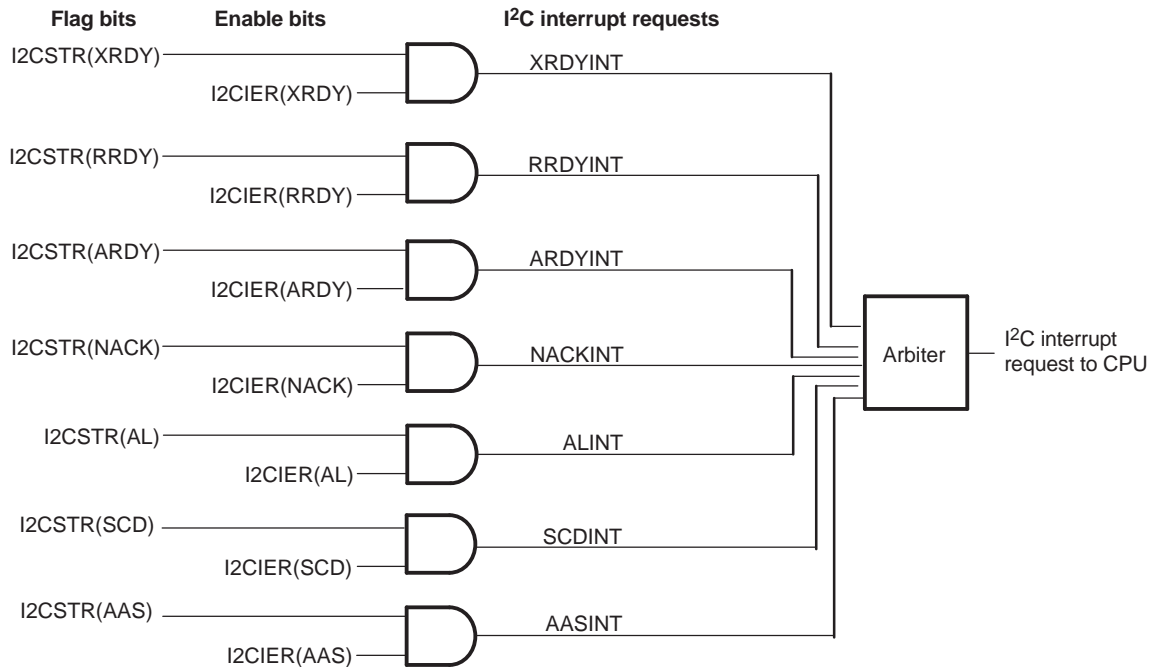 Flag bits Enable bits I2C interrupt requests
I2CSTR(XRDY)
XRDYINT
I2CIER(XRDY)
I2CSTR(RRDY)
RRDYINT
I2CIER(RRDY)
I2CSTR(ARDY)
ARDYINT
I2CIER(ARDY)
I2CSTR(NACK)
NACKINT
I2CIER(NACK)
Arbiter
I2C interrupt
request to CPU
I2CSTR(AL)
ALINT
I2CIER(AL)
I2CSTR(SCD)
SCDINT
I2CIER(SCD)
I2CSTR(AAS)
AASINT
I2CIER(AAS)